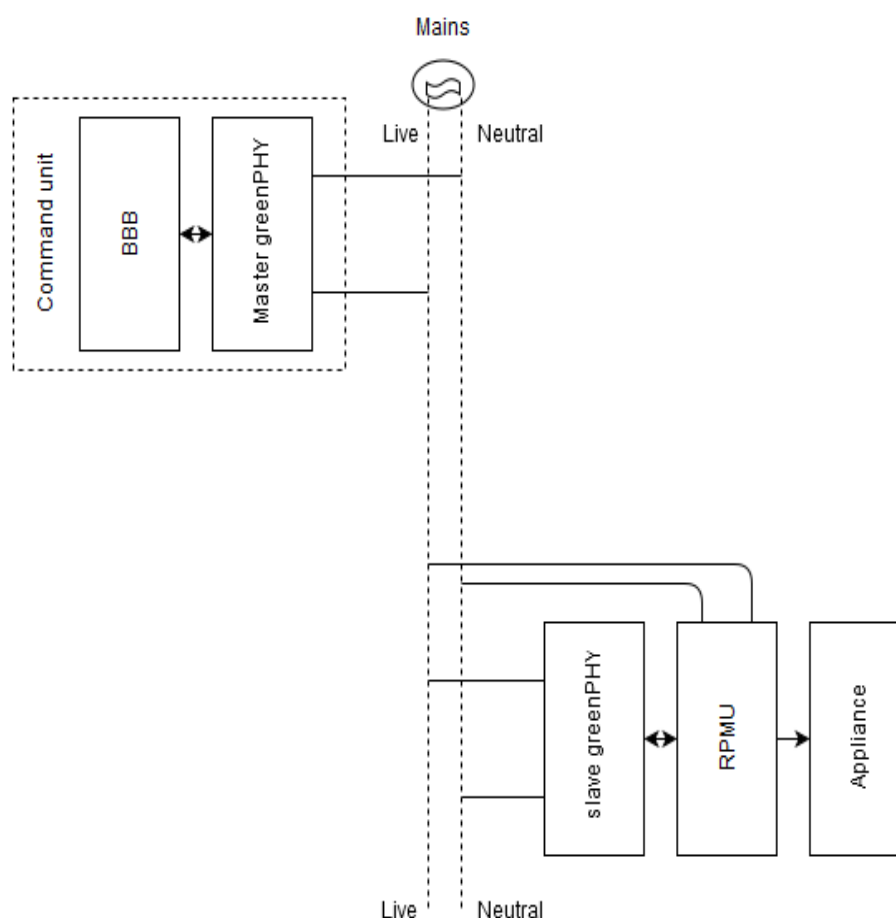 Mains
Live
Neutral
Command unit
BBB
Master greenPHY
slave greenPHY
RPMU
Appliance
Live
Neutral